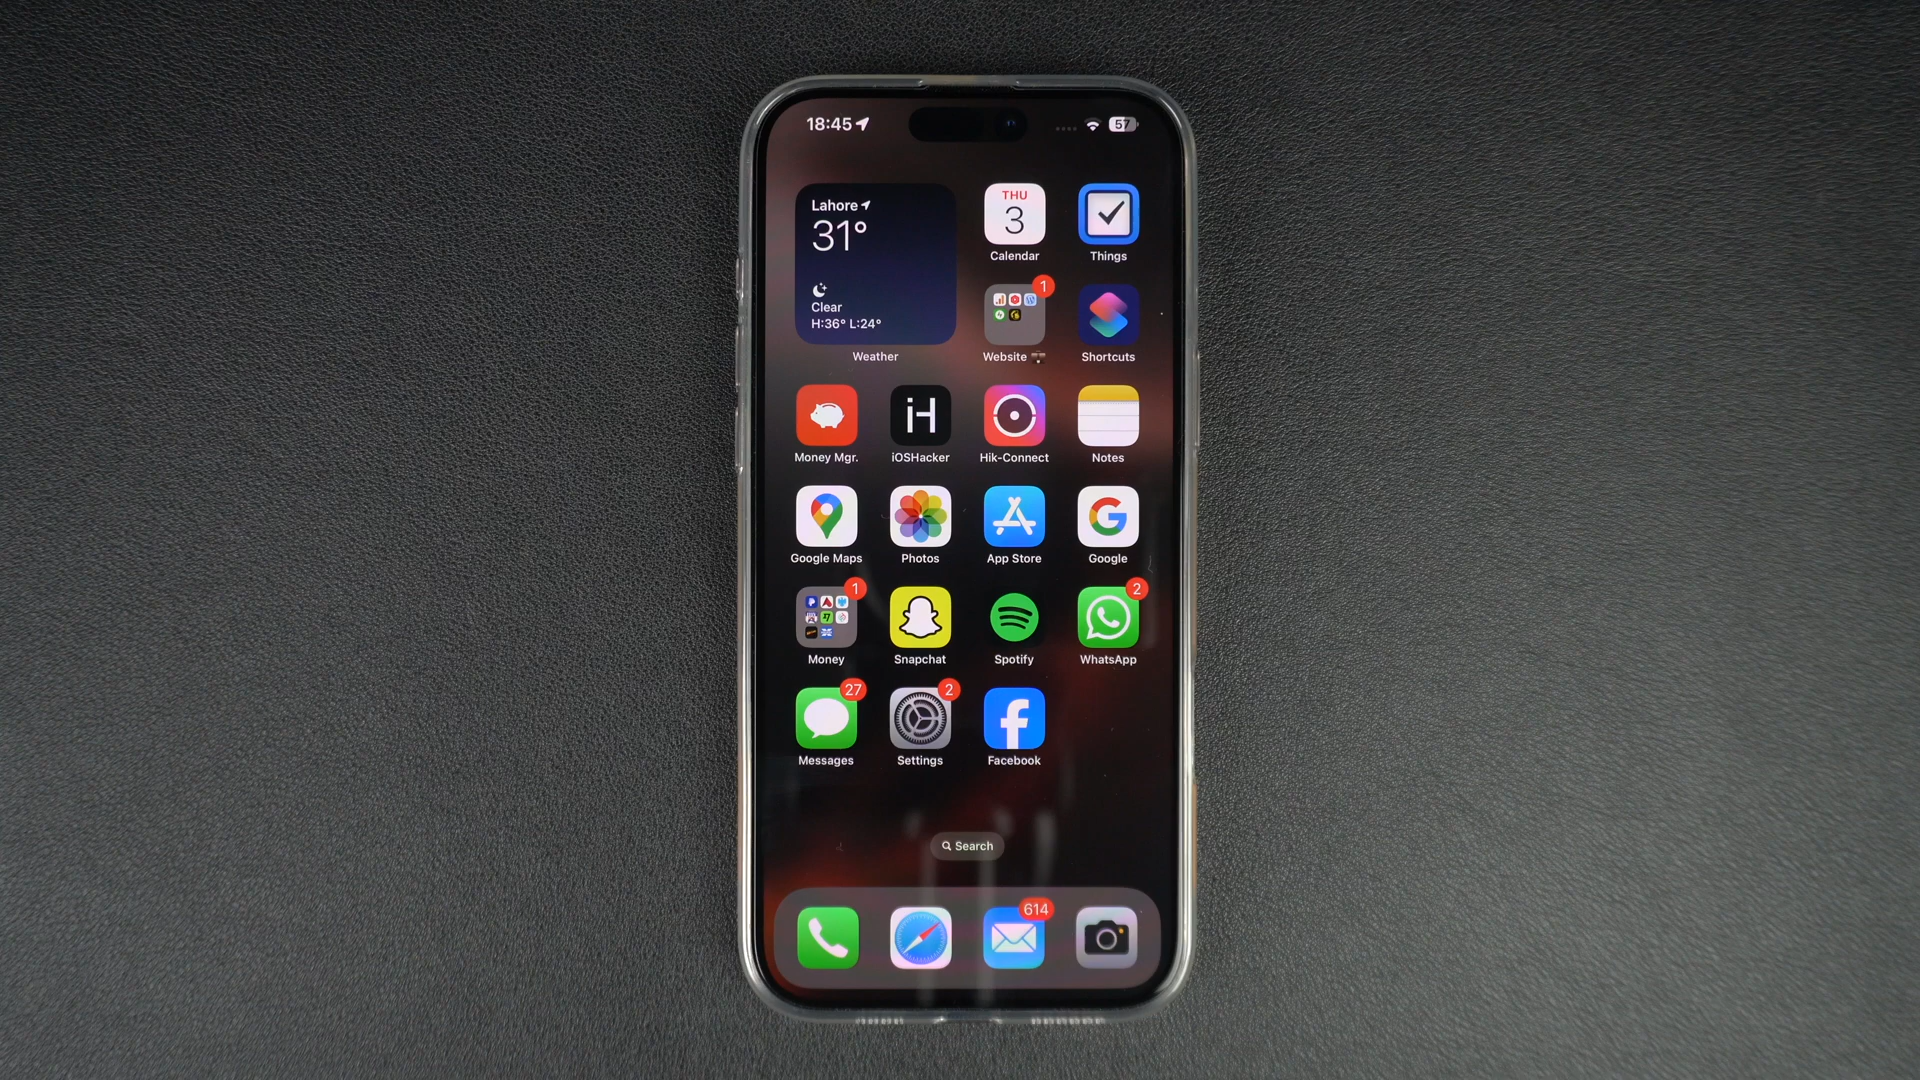 18:45
57
Lahore
31°
Clear
H:36° L:24°
Weather
THU
3
Calendar
Things
1
Website
Shortcuts
Money Mgr.
iH
iOSHacker
Hik-Connect
Notes
Google Maps
Photos
App Store
G
Google
1
Money
Snapchat
Spotify
2
WhatsApp
27
Messages
2
Settings
f
Facebook
Search
614